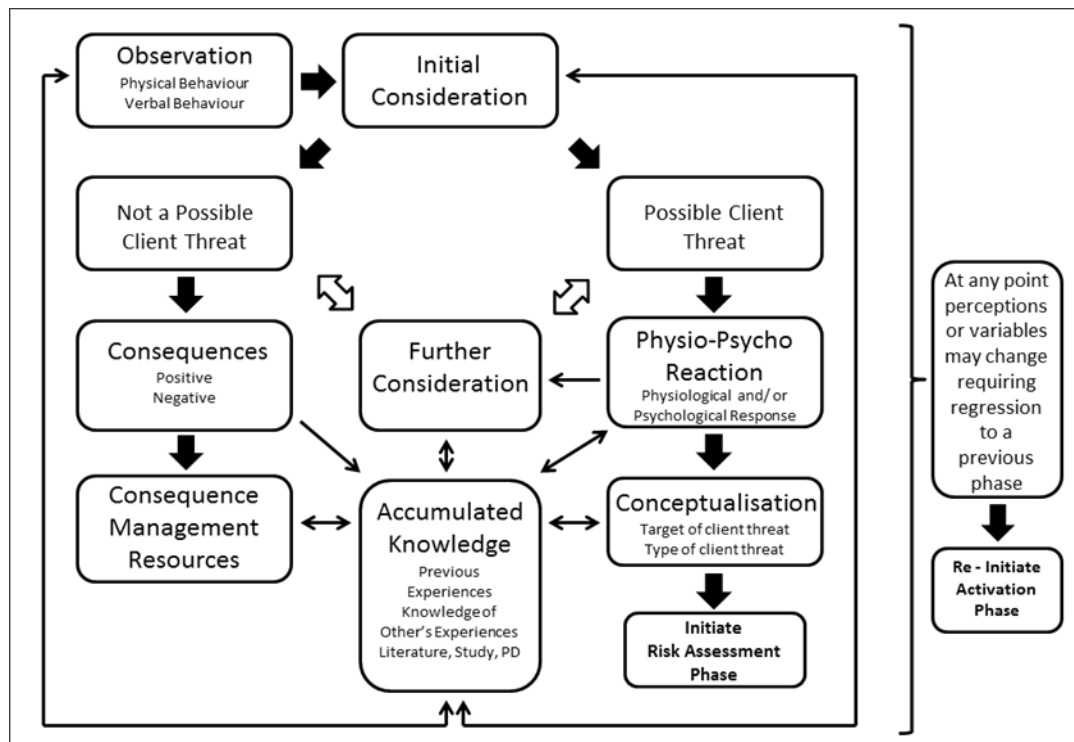 Observation
Physical Behaviour
Verbal Behaviour
Initial
Consideration
Not a Possible
Client Threat
Possible Client
Threat
Consequences
Positive
Negative
Further
Consideration
Physio-Psycho
Reaction
Physiological and/ or
Psychological Response
Consequence
Management
Resources
Accumulated
Knowledge
Previous
Experiences
Knowledge of
Other's Experiences
Literature, Study, PD
Conceptualisation
Target of client threat
Type of client threat
Initiate
Risk Assessment
Phase
At any point
perceptions
or variables
may change
requiring
regression
to a
previous
phase
Re - Initiate
Activation
Phase